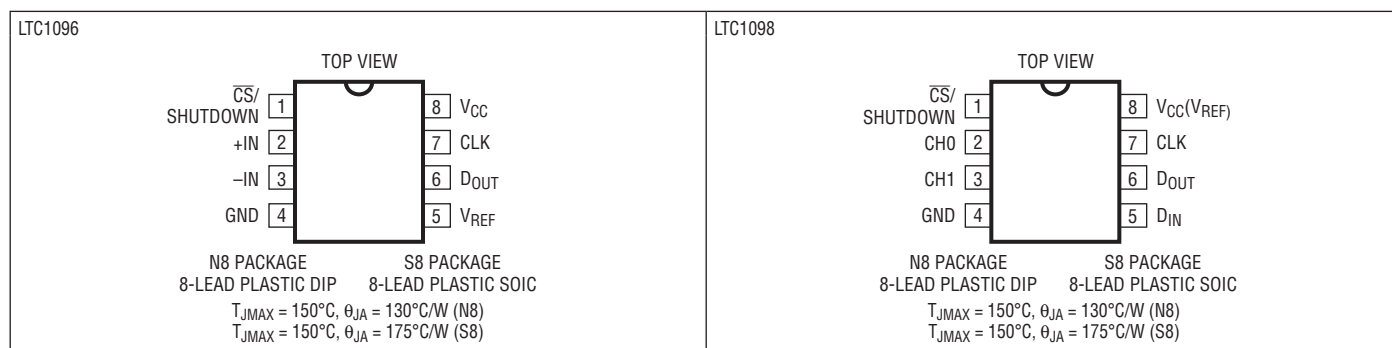 LTC1096
TOP VIEW
C̅S̅/
SHUTDOWN 1
8 VCC
+IN 2
7 CLK
–IN 3
6 DOUT
GND 4
5 VREF
N8 PACKAGE
8-LEAD PLASTIC DIP
S8 PACKAGE
8-LEAD PLASTIC SOIC
TJMAX = 150°C, θJA = 130°C/W (N8)
TJMAX = 150°C, θJA = 175°C/W (S8)
LTC1098
TOP VIEW
C̅S̅/
SHUTDOWN 1
8 VCC(VREF)
CH0 2
7 CLK
CH1 3
6 DOUT
GND 4
5 DIN
N8 PACKAGE
8-LEAD PLASTIC DIP
S8 PACKAGE
8-LEAD PLASTIC SOIC
TJMAX = 150°C, θJA = 130°C/W (N8)
TJMAX = 150°C, θJA = 175°C/W (S8)